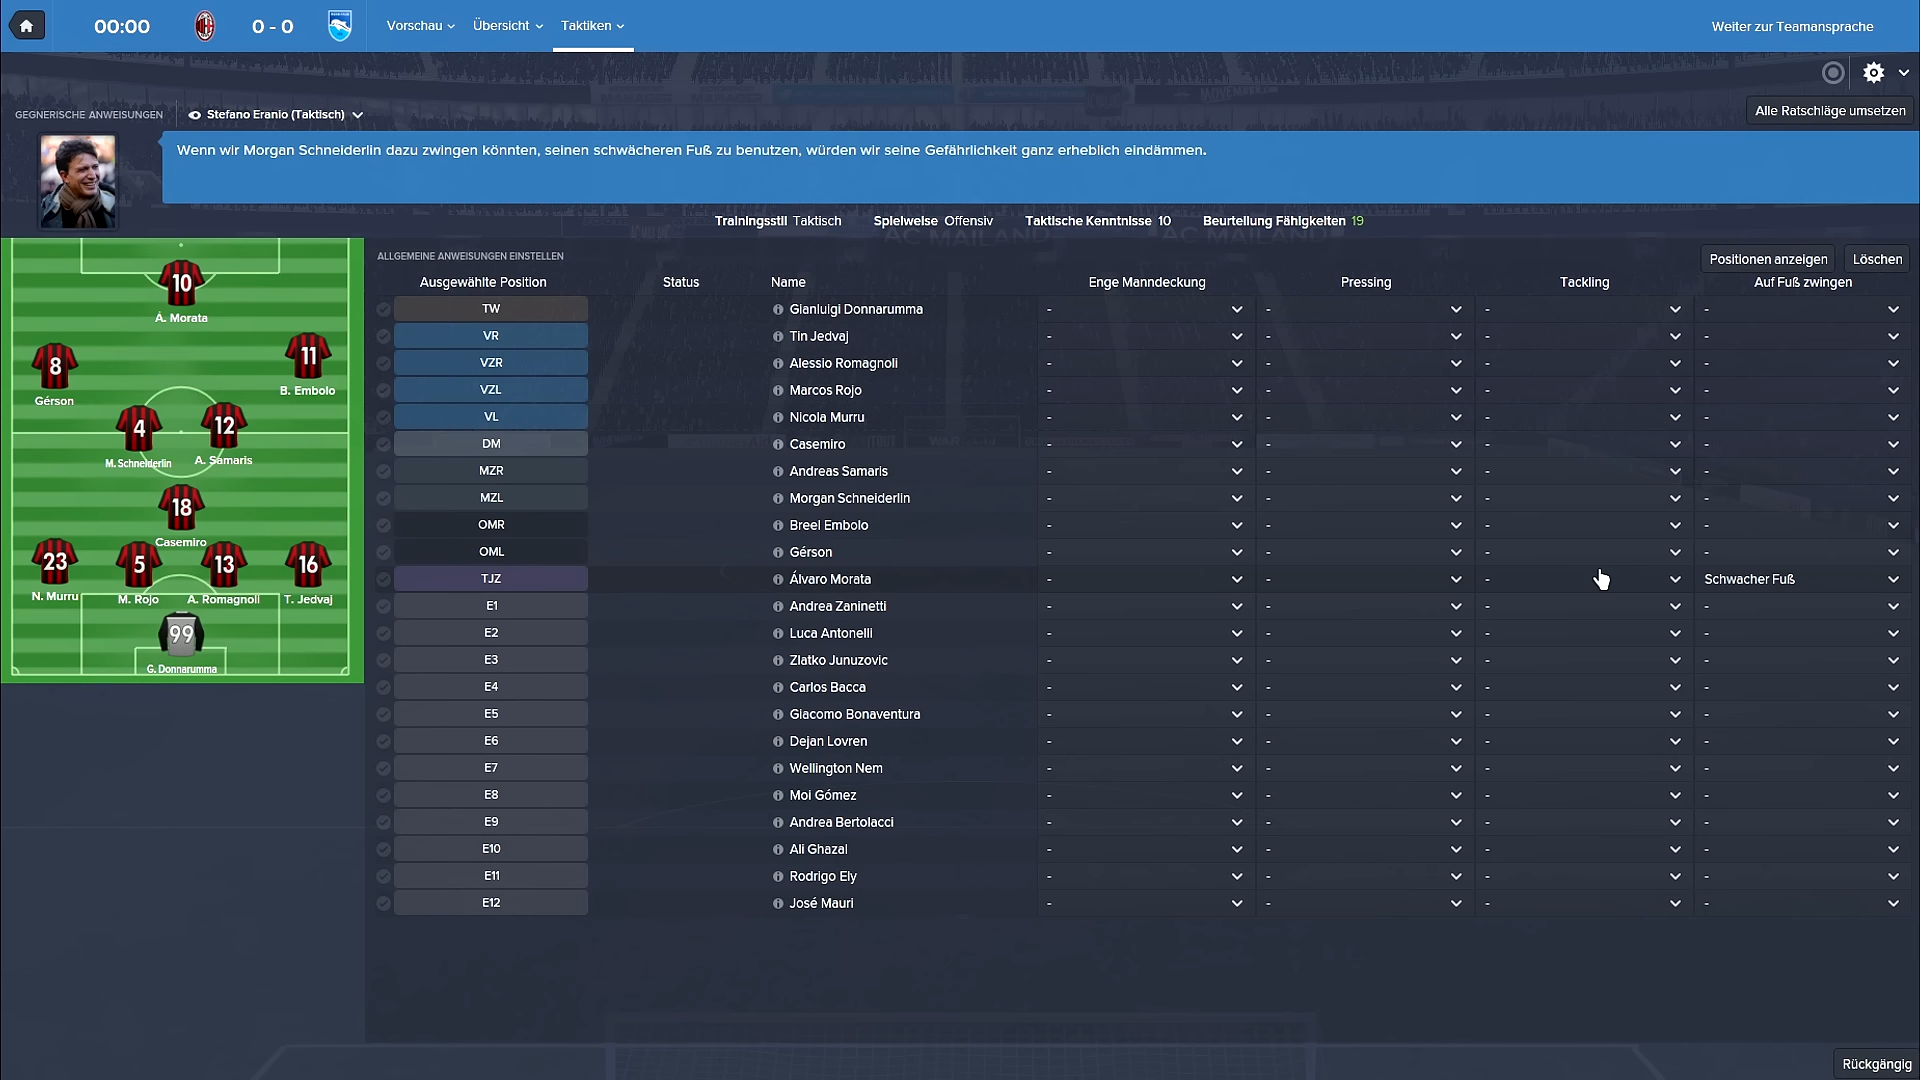 00:00
0 - 0
Vorschau
Übersicht
Taktiken
Weiter zur Teamansprache
GEGNERISCHE ANWEISUNGEN
Stefano Eranio (Taktisch)
Alle Ratschläge umsetzen
Wenn wir Morgan Schneiderlin dazu zwingen könnten, seinen schwächeren Fuß zu benutzen, würden wir seine Gefährlichkeit ganz erheblich eindämmen.
Trainingsstil Taktisch Spielweise Offensiv Taktische Kenntnisse 10 Beurteilung Fähigkeiten 19
AC MAILAND AC MAILAND
10
Á. Morata
11
B. Embolo
8
Gérson
12
A. Samaris
4
M. Schneiderlin
18
Casemiro
23
N. Murru
5
M. Rojo
13
A. Romagnoli
16
T. Jedvaj
99
G. Donnarumma
ALLGEMEINE ANWEISUNGEN EINSTELLEN
Positionen anzeigen Löschen
Ausgewählte Position Status Name Enge Manndeckung Pressing Tackling Auf Fuß zwingen
TW Gianluigi Donnarumma - - - -
VR Tin Jedvaj - - - -
VZR Alessio Romagnoli - - - -
VZL Marcos Rojo - - - -
VL Nicola Murru - - - -
DM Casemiro - - - -
MZR Andreas Samaris - - - -
MZL Morgan Schneiderlin - - - -
OMR Breel Embolo - - - -
OML Gérson - - - -
TJZ Álvaro Morata - - - Schwacher Fuß
E1 Andrea Zaninetti - - - -
E2 Luca Antonelli - - - -
E3 Zlatko Junuzovic - - - -
E4 Carlos Bacca - - - -
E5 Giacomo Bonaventura - - - -
E6 Dejan Lovren - - - -
E7 Wellington Nem - - - -
E8 Moi Gómez - - - -
E9 Andrea Bertolacci - - - -
E10 Ali Ghazal - - - -
E11 Rodrigo Ely - - - -
E12 José Mauri - - - -
Rückgängig